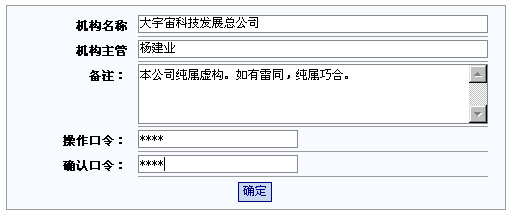 机构名称 大宇宙科技发展总公司
机构主管 杨建业
备注： 本公司纯属虚构。如有雷同，纯属巧合。
操作口令： ****
确认口令： ****
确定